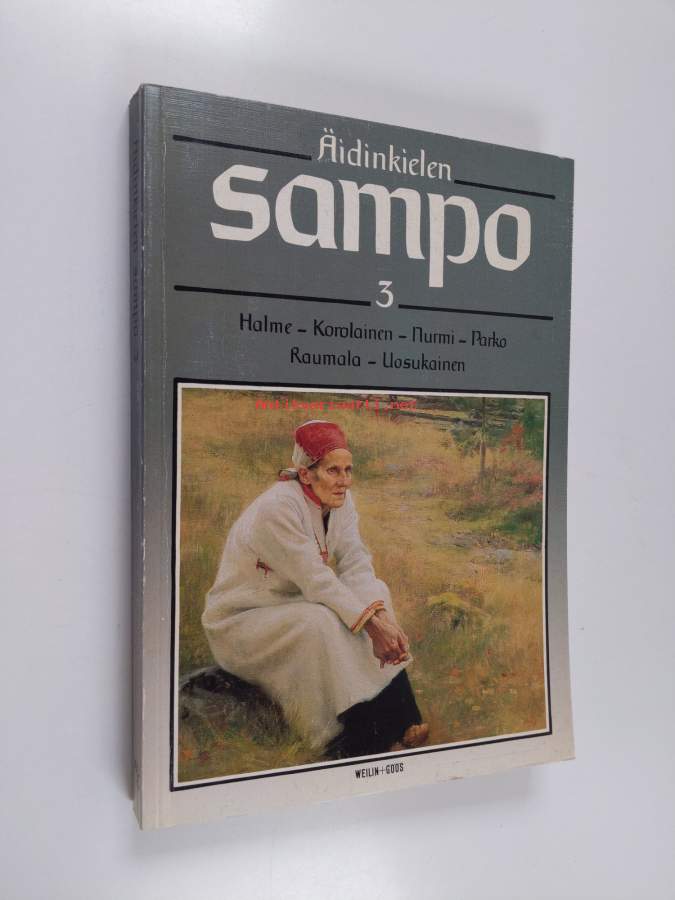 Äidinkielen
sampo
3
Halme – Korolainen – Nurmi – Parko
Raumala – Uosukainen
WEILIN+GÖÖS